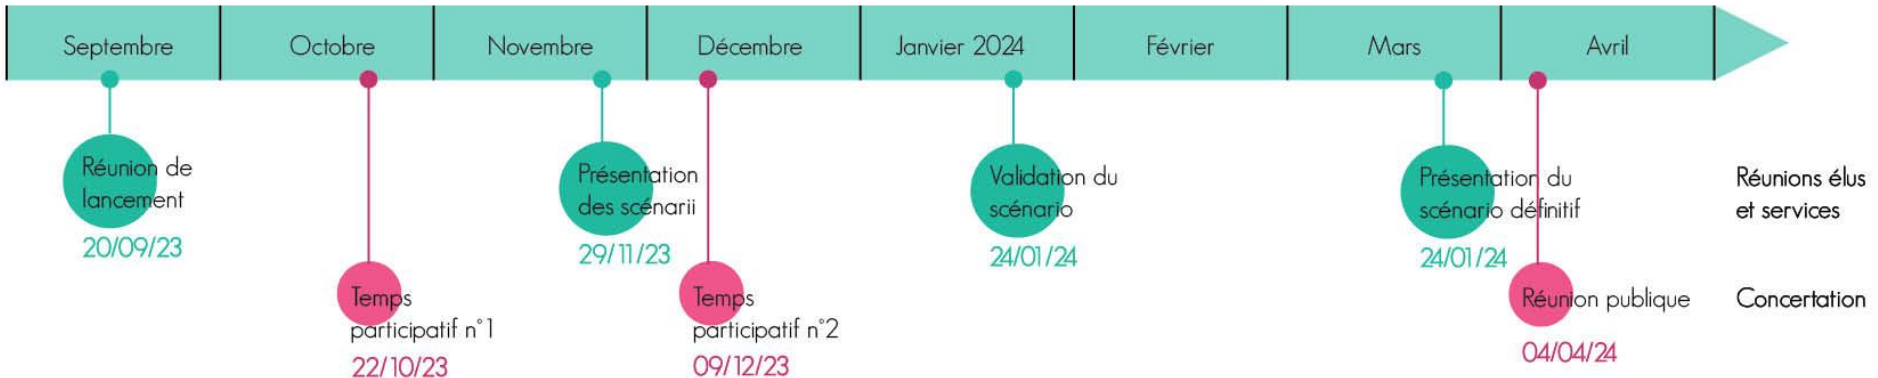 Septembre
Octobre
Novembre
Décembre
Janvier 2024
Février
Mars
Avril
Réunion de
lancement
20/09/23
Présentation
des scénarii
29/11/23
Validation du
scénario
24/01/24
Présentation du
scénario définitif
24/01/24
Réunions élus
et services
Temps
participatif n°1
22/10/23
Temps
participatif n°2
09/12/23
Réunion publique
04/04/24
Concertation